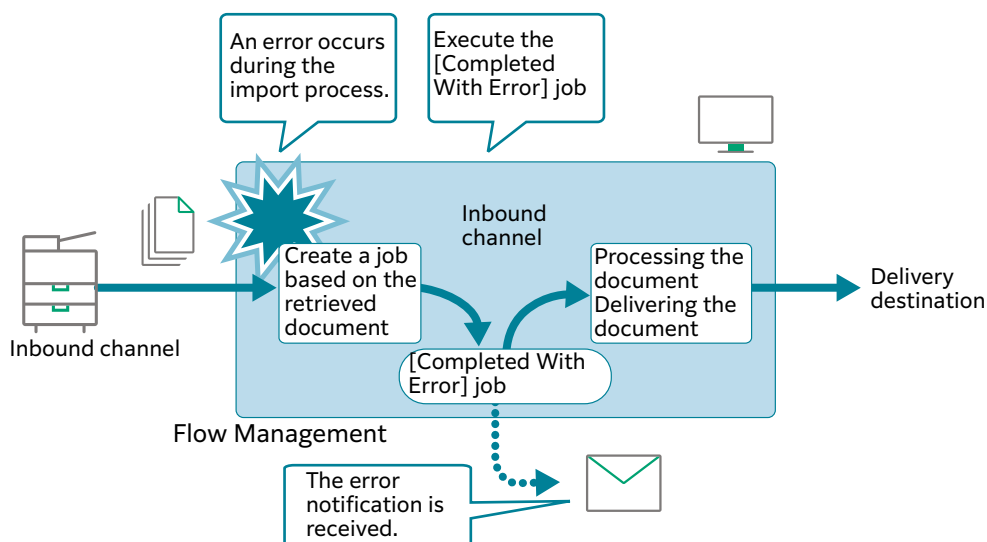 An error occurs
during the
import process.
Execute the
[Completed
With Error] job
Inbound
channel
Create a job
based on the
retrieved
document
Processing the
document
Delivering the
document
Delivery
destination
Inbound channel
[Completed With
Error] job
Flow Management
The error
notification is
received.